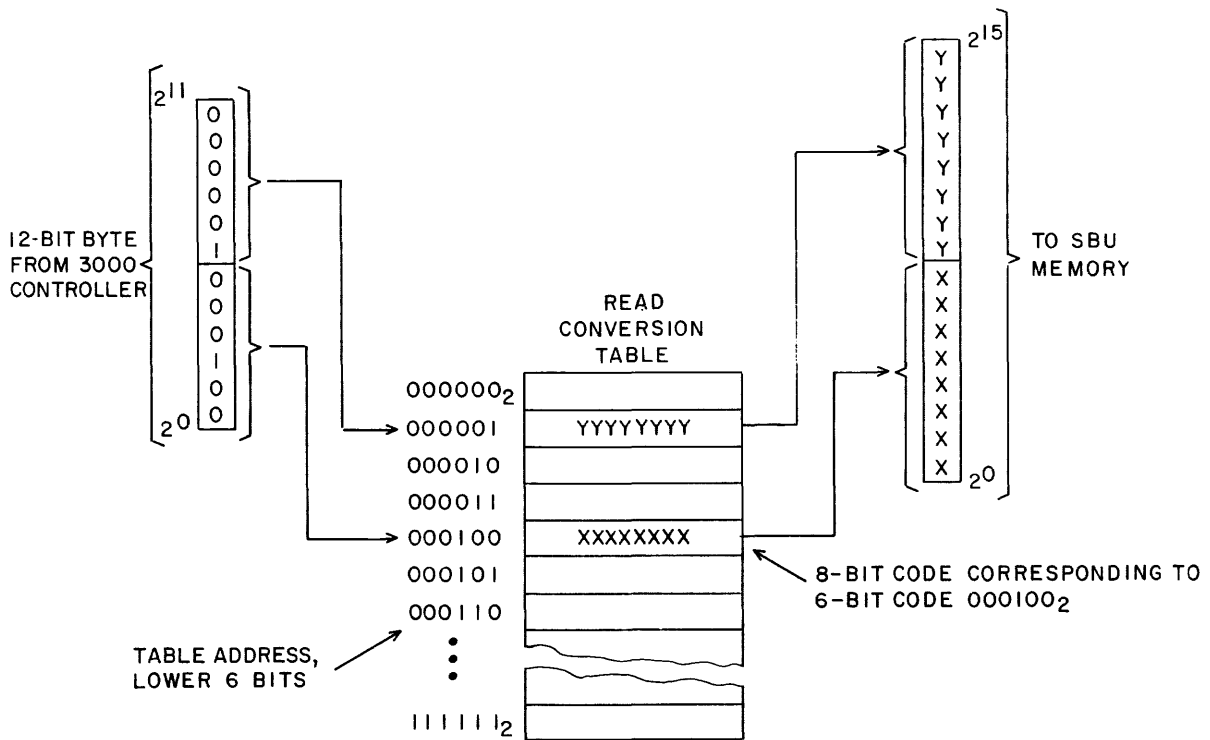 2^11
0
0
0
0
0
1
0
0
0
1
0
0
2^0
12-BIT BYTE
FROM 3000
CONTROLLER
READ
CONVERSION
TABLE
000000₂
000001 YYYYYYYY
000010
000011
000100 XXXXXXXX
000101
000110
111111₂
TABLE ADDRESS,
LOWER 6 BITS
8-BIT CODE CORRESPONDING TO
6-BIT CODE 000100₂
2^15
Y
Y
Y
Y
Y
Y
Y
Y
X
X
X
X
X
X
X
X
2^0
TO SBU
MEMORY